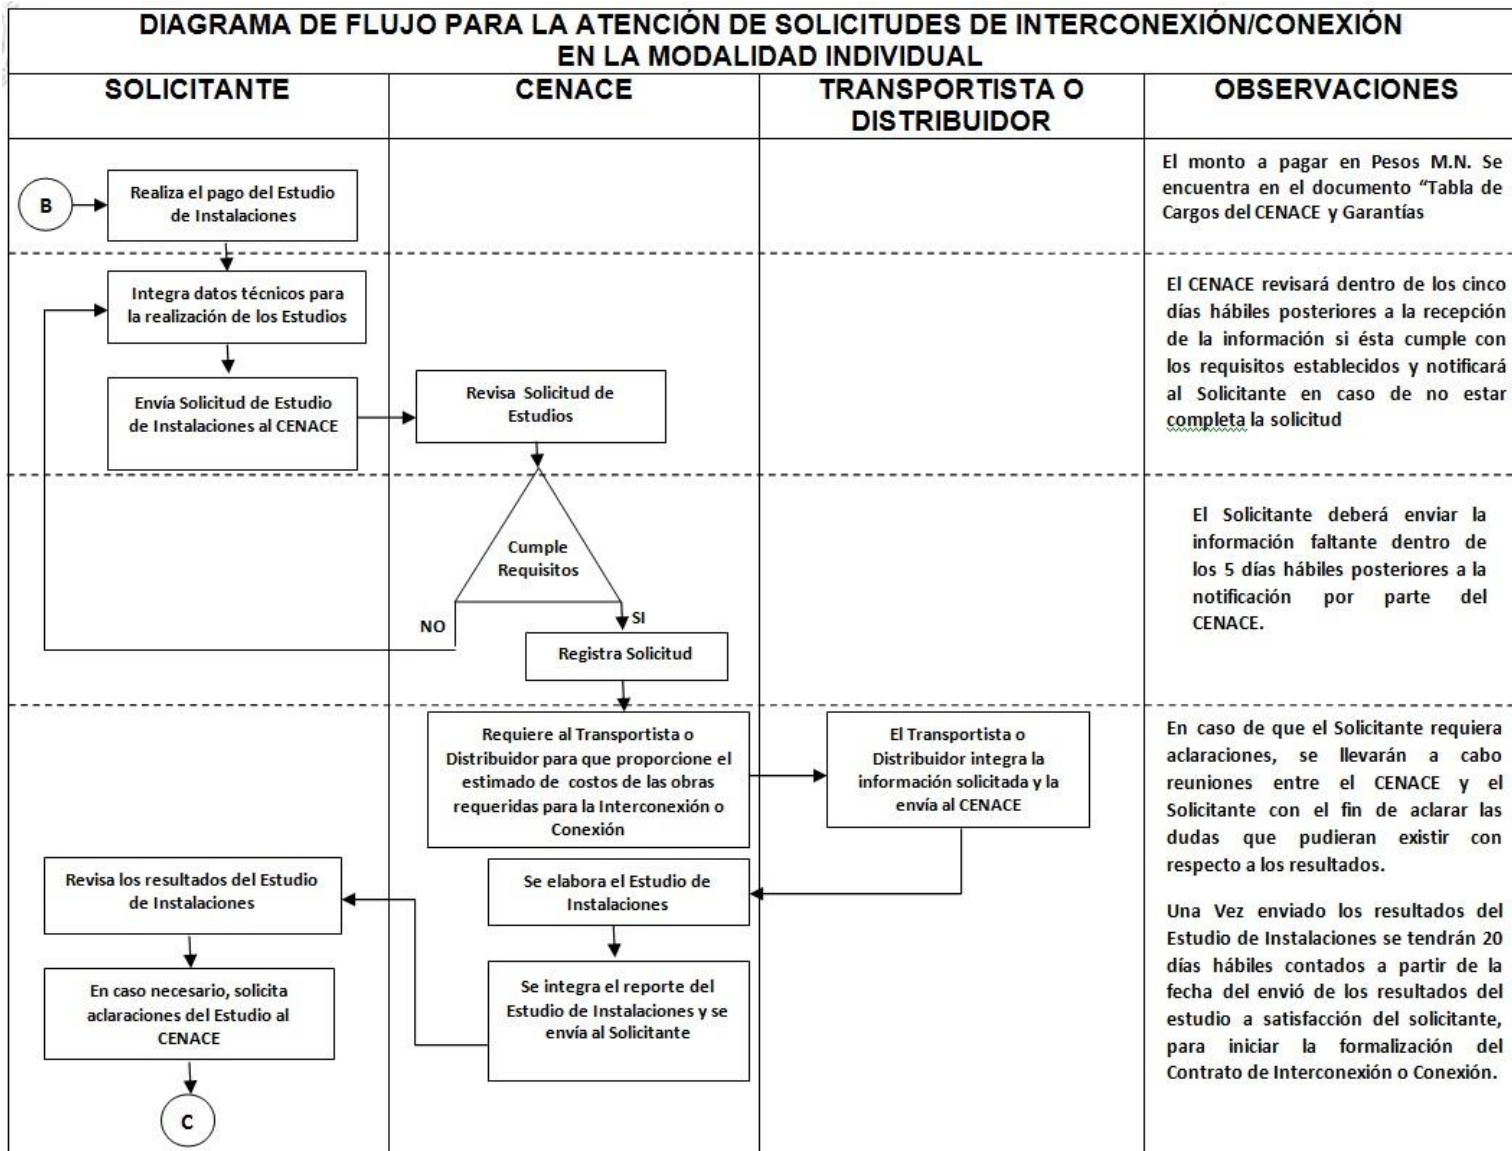 DIAGRAMA DE FLUJO PARA LA ATENCIÓN DE SOLICITUDES DE INTERCONEXIÓN/CONEXIÓN
EN LA MODALIDAD INDIVIDUAL
SOLICITANTE
CENACE
TRANSPORTISTA O
DISTRIBUIDOR
OBSERVACIONES
B
Realiza el pago del Estudio
de Instalaciones
El monto a pagar en Pesos M.N. Se
encuentra en el documento “Tabla de
Cargos del CENACE y Garantías
Integra datos técnicos para
la realización de los Estudios
Envía Solicitud de Estudio
de Instalaciones al CENACE
Revisa Solicitud de
Estudios
El CENACE revisará dentro de los cinco
días hábiles posteriores a la recepción
de la información si ésta cumple con
los requisitos establecidos y notificará
al Solicitante en caso de no estar
completa la solicitud
Cumple
Requisitos
NO
SI
Registra Solicitud
El Solicitante deberá enviar la
información faltante dentro de
los 5 días hábiles posteriores a la
notificación por parte del
CENACE.
Requiere al Transportista o
Distribuidor para que proporcione el
estimado de costos de las obras
requeridas para la Interconexión o
Conexión
El Transportista o
Distribuidor integra la
información solicitada y la
envía al CENACE
Se elabora el Estudio de
Instalaciones
Revisa los resultados del Estudio
de Instalaciones
Se integra el reporte del
Estudio de Instalaciones y se
envía al Solicitante
En caso necesario, solicita
aclaraciones del Estudio al
CENACE
C
En caso de que el Solicitante requiera
aclaraciones, se llevarán a cabo
reuniones entre el CENACE y el
Solicitante con el fin de aclarar las
dudas que pudieran existir con
respecto a los resultados.
Una Vez enviado los resultados del
Estudio de Instalaciones se tendrán 20
días hábiles contados a partir de la
fecha del envió de los resultados del
estudio a satisfacción del solicitante,
para iniciar la formalización del
Contrato de Interconexión o Conexión.